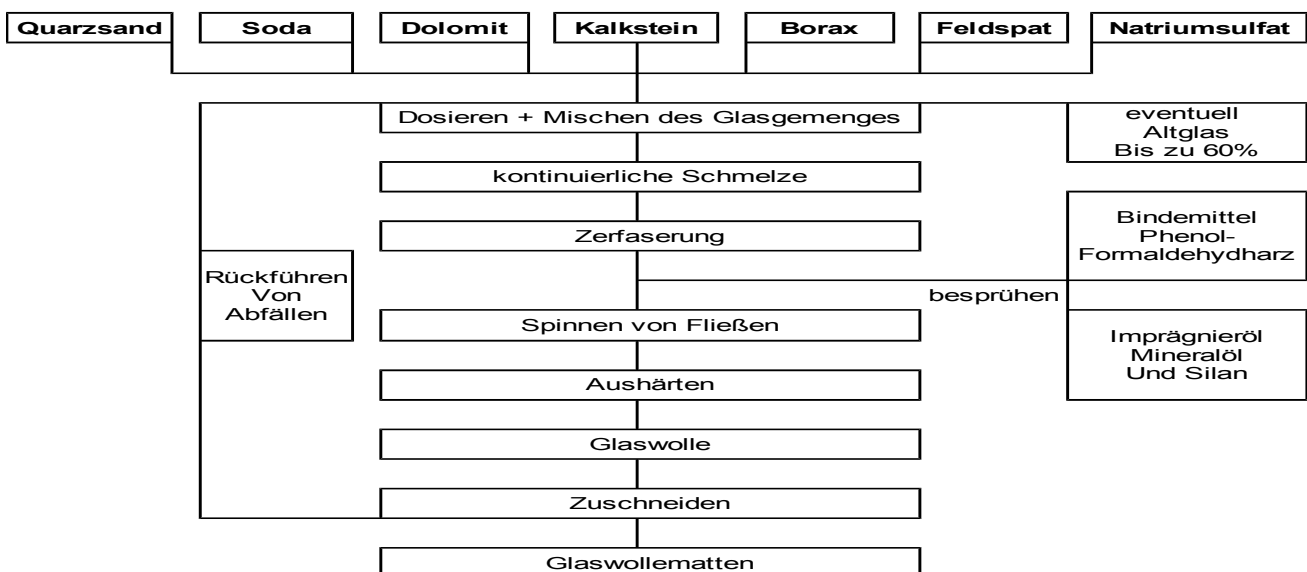 Quarzsand
Soda
Dolomit
Kalkstein
Borax
Feldspat
Natriumsulfat
Dosieren + Mischen des Glasgemenges
eventuell
Altglas
Bis zu 60%
kontinuierliche Schmelze
Zerfaserung
Bindemittel
Phenol-
Formaldehydharz
Rückführen
Von
Abfällen
besprühen
Spinnen von Fließen
Imprägnieröl
Mineralöl
Und Silan
Aushärten
Glaswolle
Zuschneiden
Glaswollematten